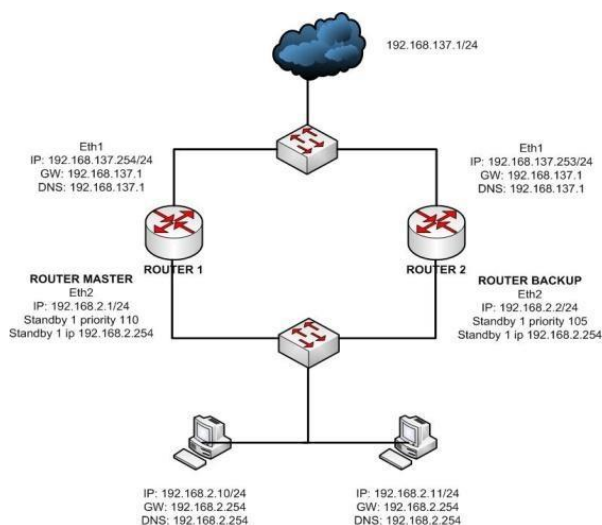 192.168.137.1/24
Eth1
IP: 192.168.137.254/24
GW: 192.168.137.1
DNS: 192.168.137.1
Eth1
IP: 192.168.137.253/24
GW: 192.168.137.1
DNS: 192.168.137.1
ROUTER 1
ROUTER 2
ROUTER MASTER
Eth2
IP: 192.168.2.1/24
Standby 1 priority 110
Standby 1 ip 192.168.2.254
ROUTER BACKUP
Eth2
IP: 192.168.2.2/24
Standby 1 priority 105
Standby 1 ip 192.168.2.254
IP: 192.168.2.10/24
GW: 192.168.2.254
DNS: 192.168.2.254
IP: 192.168.2.11/24
GW: 192.168.2.254
DNS: 192.168.2.254